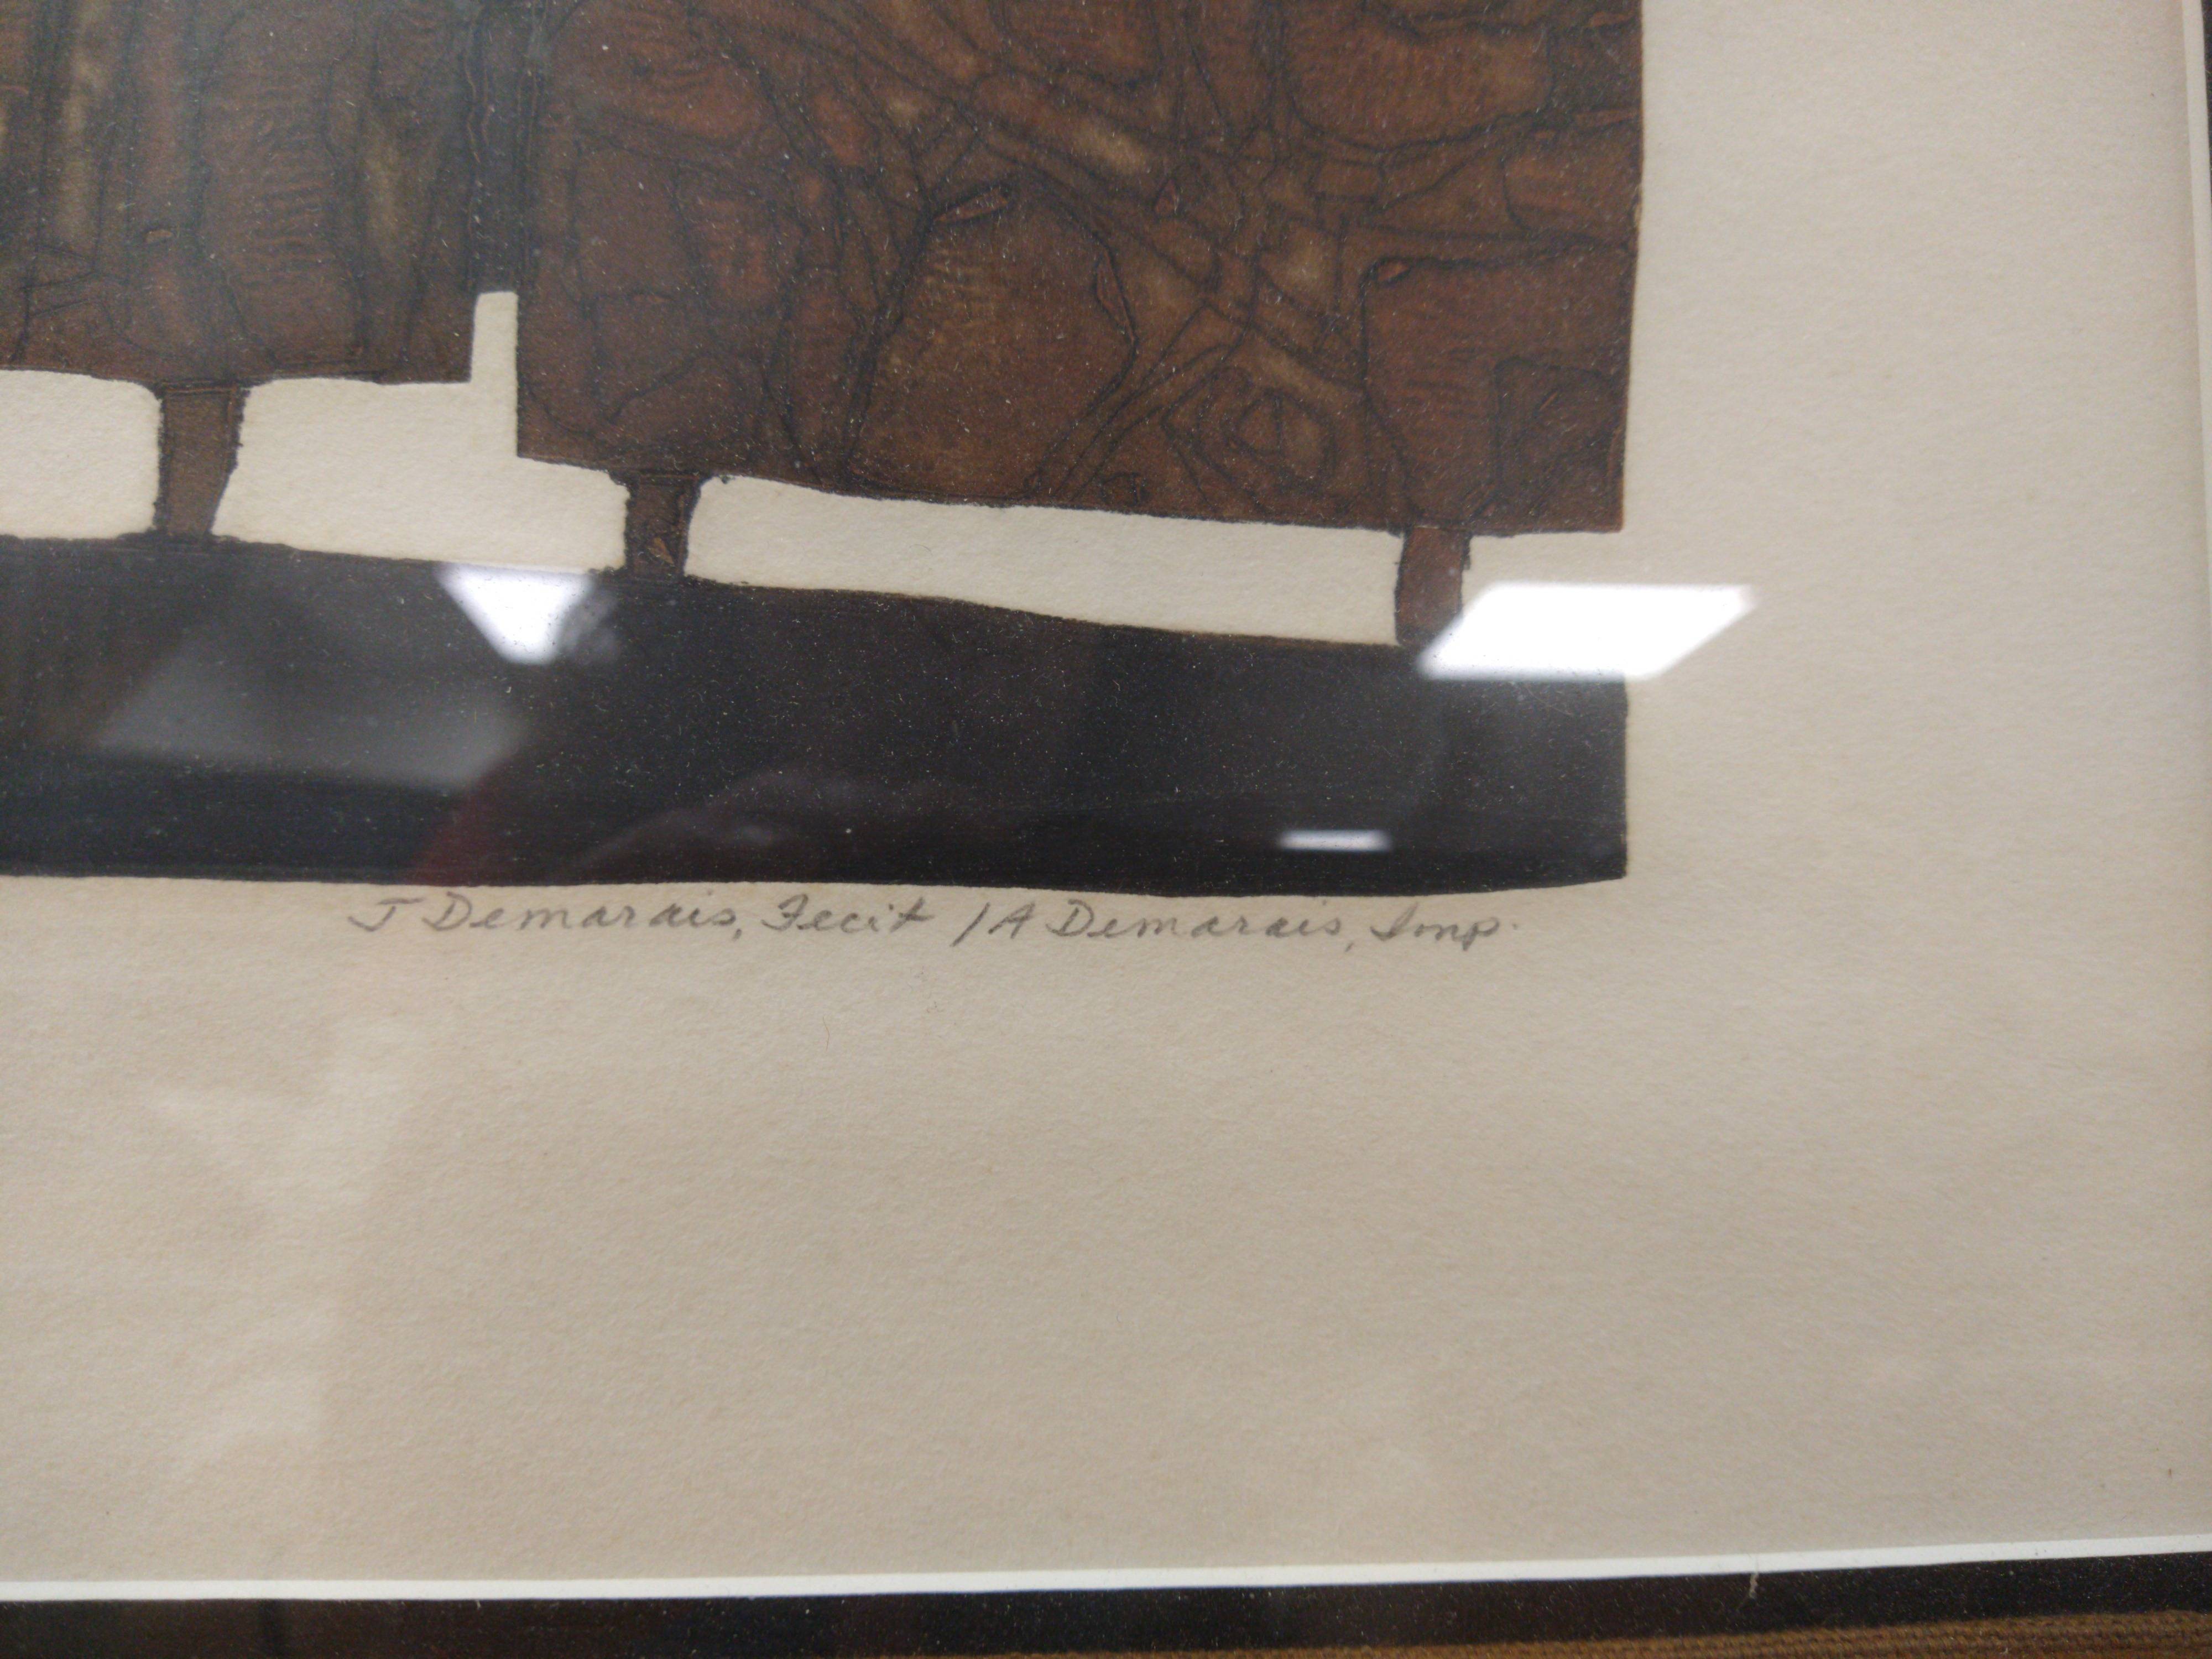 J Demarais, Fecit / A Demarais, Imp.